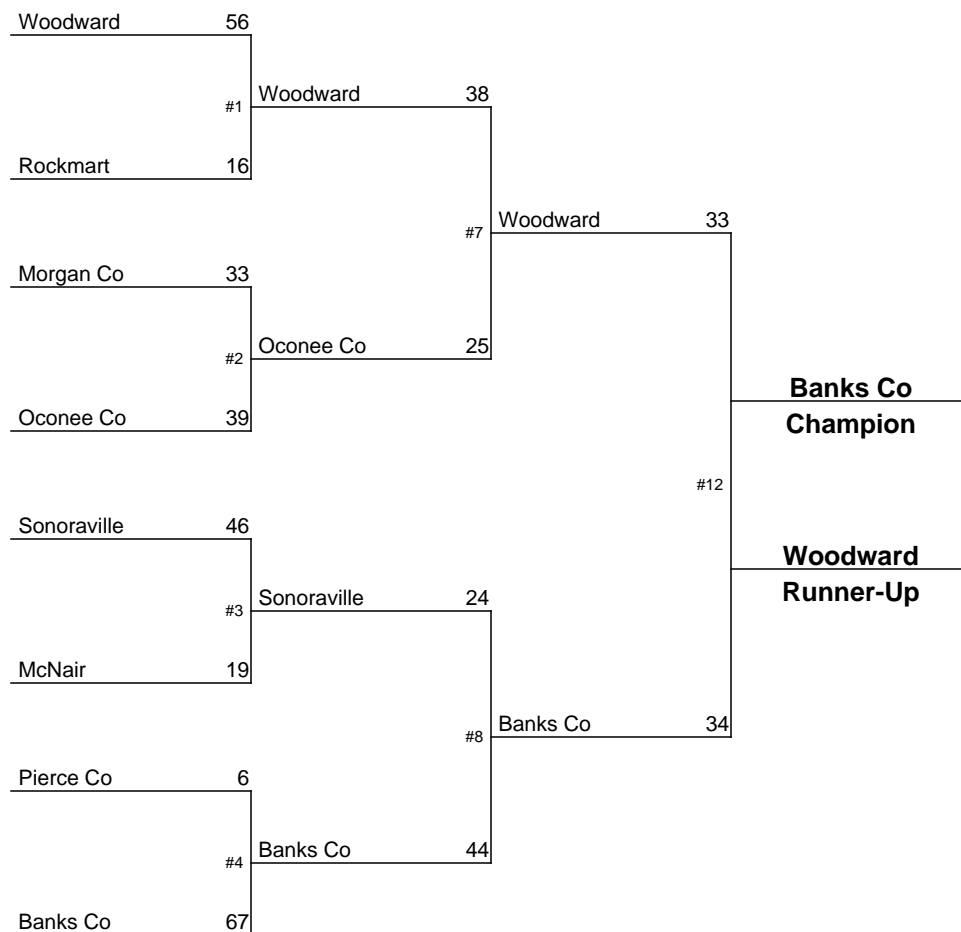 Woodward 56
#1 Woodward 38
Rockmart 16
#7 Woodward 33
Morgan Co 33
#2 Oconee Co 25
Oconee Co 39
Banks Co
Champion
#12
Sonoraville 46
Woodward
Runner-Up
#3 Sonoraville 24
McNair 19
#8 Banks Co 34
Pierce Co 6
#4 Banks Co 44
Banks Co 67